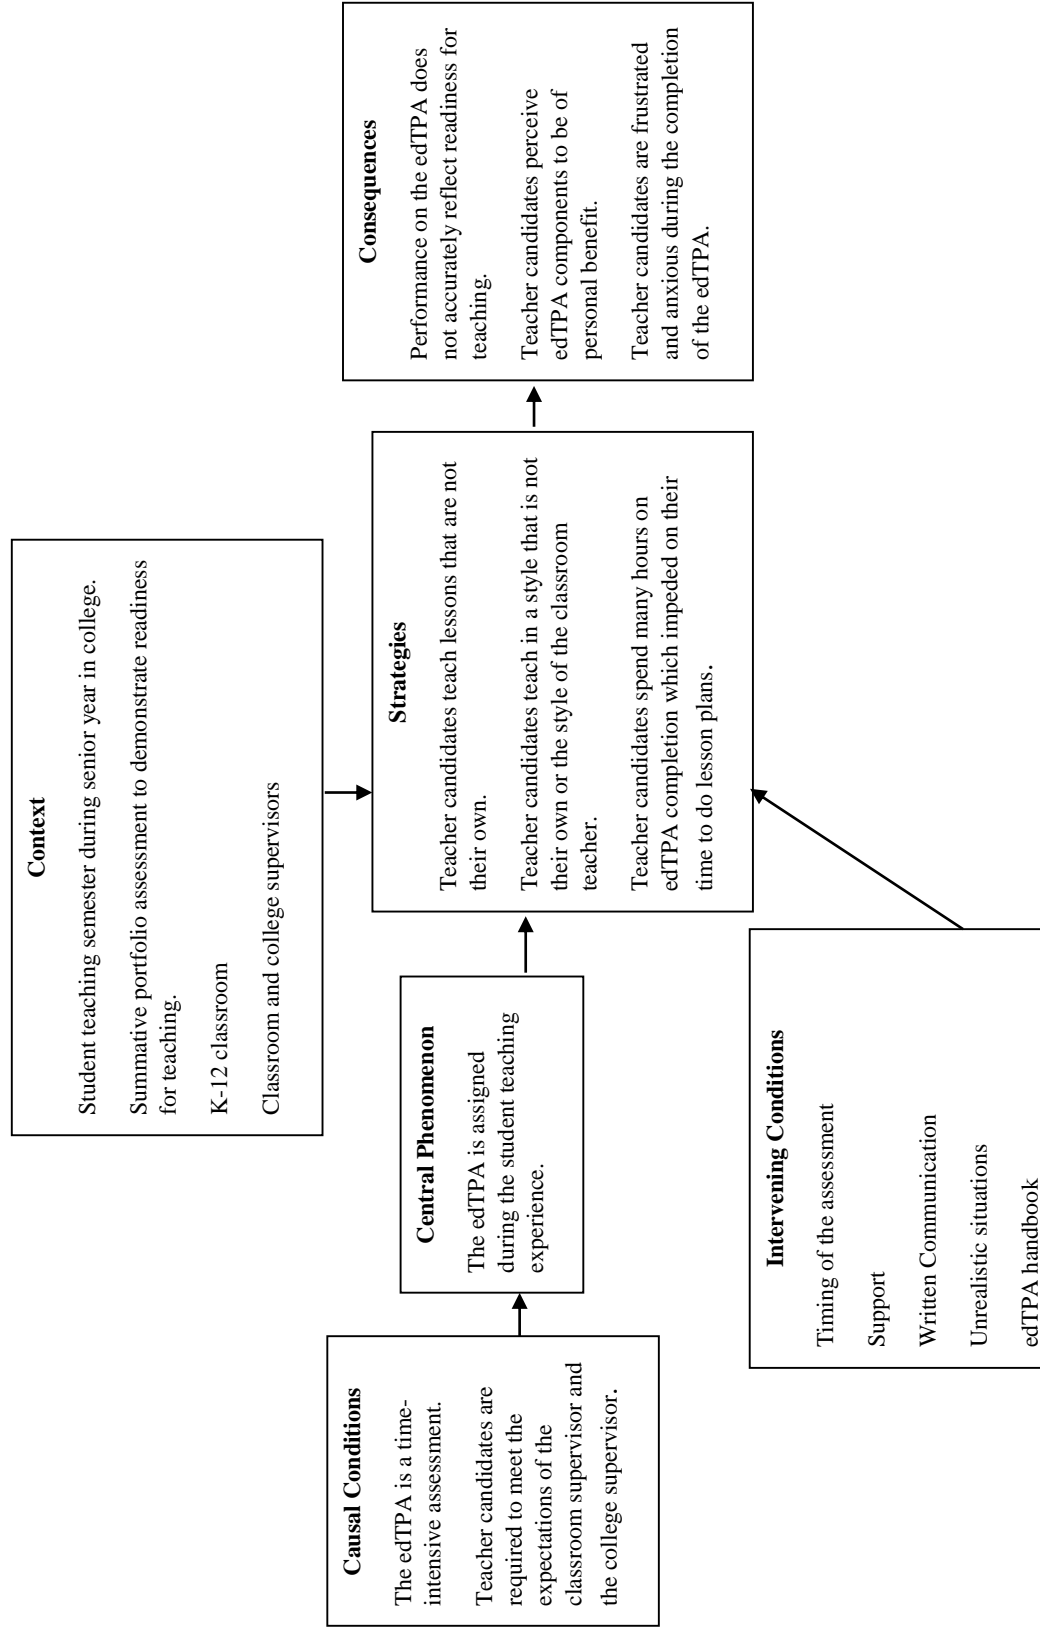 Context
Student teaching semester during senior year in college.
Summative portfolio assessment to demonstrate readiness
for teaching.
K-12 classroom
Classroom and college supervisors
Causal Conditions
The edTPA is a time-
intensive assessment.
Teacher candidates are
required to meet the
expectations of the
classroom supervisor and
the college supervisor.
Central Phenomenon
The edTPA is assigned
during the student teaching
experience.
Strategies
Teacher candidates teach lessons that are not
their own.
Teacher candidates teach in a style that is not
their own or the style of the classroom
teacher.
Teacher candidates spend many hours on
edTPA completion which impeded on their
time to do lesson plans.
Consequences
Performance on the edTPA does
not accurately reflect readiness for
teaching.
Teacher candidates perceive
edTPA components to be of
personal benefit.
Teacher candidates are frustrated
and anxious during the completion
of the edTPA.
Intervening Conditions
Timing of the assessment
Support
Written Communication
Unrealistic situations
edTPA handbook